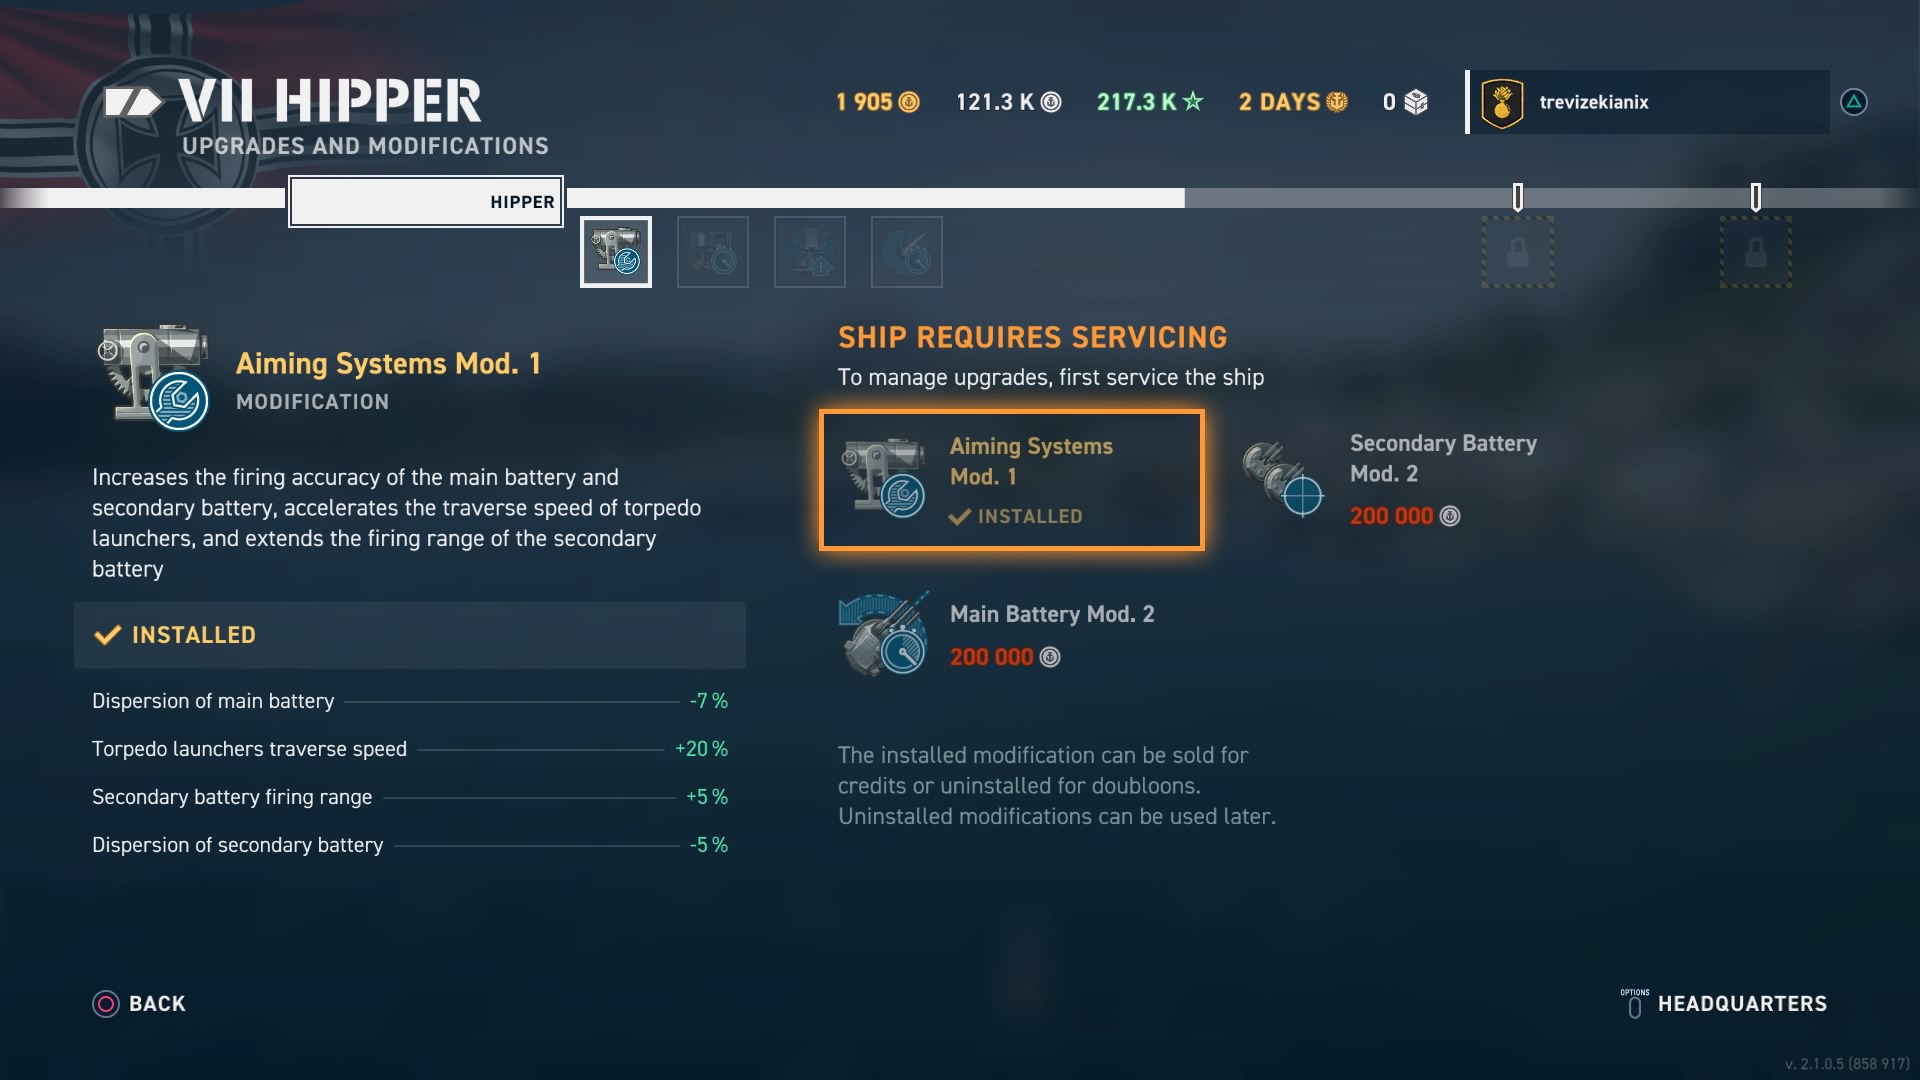 VII HIPPER
UPGRADES AND MODIFICATIONS
1 905
121.3 K
217.3 K
2 DAYS
0
trevizekianix
HIPPER
Aiming Systems Mod. 1
MODIFICATION
Increases the firing accuracy of the main battery and
secondary battery, accelerates the traverse speed of torpedo
launchers, and extends the firing range of the secondary
battery
INSTALLED
Dispersion of main battery -7 %
Torpedo launchers traverse speed +20 %
Secondary battery firing range +5 %
Dispersion of secondary battery -5 %
SHIP REQUIRES SERVICING
To manage upgrades, first service the ship
Aiming Systems
Mod. 1
INSTALLED
Secondary Battery
Mod. 2
200 000
Main Battery Mod. 2
200 000
The installed modification can be sold for
credits or uninstalled for doubloons.
Uninstalled modifications can be used later.
BACK
OPTIONS
HEADQUARTERS
v. 2.1.0.5 (858 917)